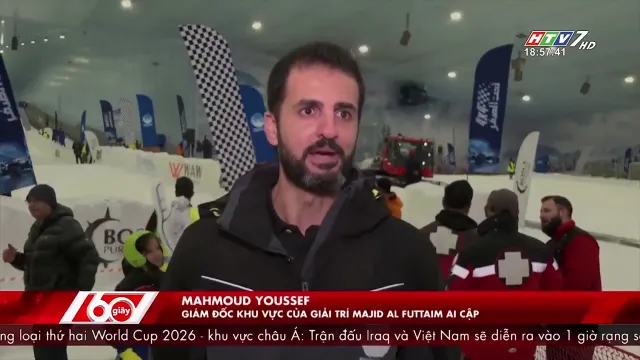 HTV7 HD
18:57:41
WAW
MAHMOUD YOUSSEF
60 giây
GIÁM ĐỐC KHU VỰC CỦA GIẢI TRÍ MAJID AL FUTTAIM AI CẬP
ng loại thứ hai World Cup 2026 - khu vực châu Á: Trận đấu Iraq và Việt Nam sẽ diễn ra vào 1 giờ rạng s